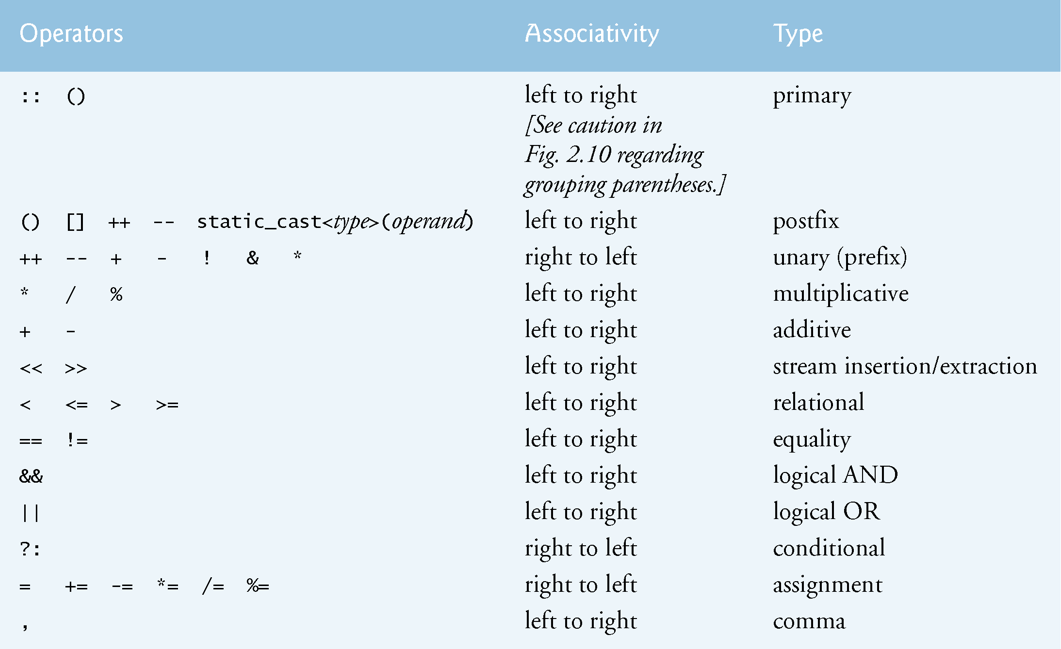 Operators Associativity Type
:: () left to right primary
[See caution in
Fig. 2.10 regarding
grouping parentheses.]
() [] ++ -- static_cast<type>(operand) left to right postfix
++ -- + - ! & * right to left unary (prefix)
* / % left to right multiplicative
+ - left to right additive
<< >> left to right stream insertion/extraction
< <= > >= left to right relational
== != left to right equality
&& left to right logical AND
|| left to right logical OR
?: right to left conditional
= += -= *= /= %= right to left assignment
, left to right comma